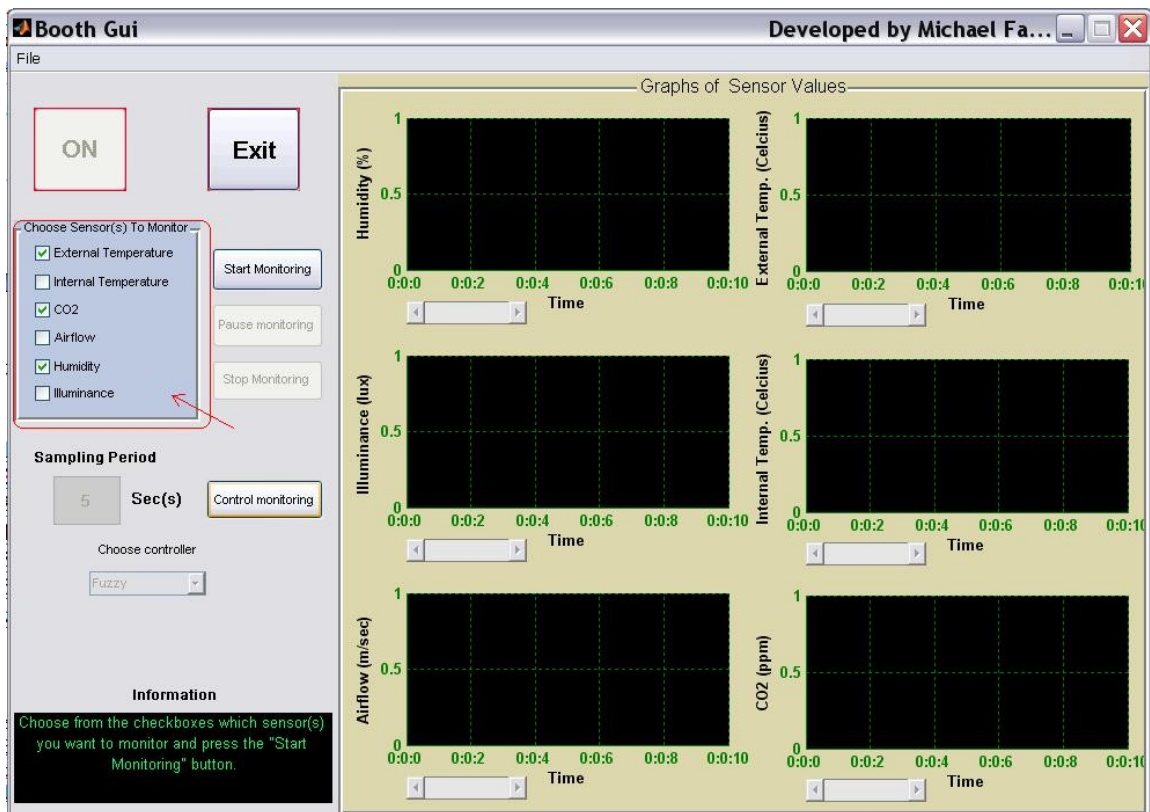 Booth Gui
Developed by Michael Fa...
File
ON
Exit
Choose Sensor(s) To Monitor
External Temperature
Internal Temperature
CO2
Airflow
Humidity
Illuminance
Start Monitoring
Pause monitoring
Stop Monitoring
Sampling Period
5
Sec(s)
Control monitoring
Choose controller
Fuzzy
Information
Choose from the checkboxes which sensor(s)
you want to monitor and press the "Start
Monitoring" button.
Graphs of Sensor Values
Humidity (%)
1
0.5
0
0:0:0 0:0:2 0:0:4 0:0:6 0:0:8 0:0:10
Time
External Temp. (Celcius)
1
0.5
0
0:0:0 0:0:2 0:0:4 0:0:6 0:0:8 0:0:10
Time
Illuminance (lux)
1
0.5
0
0:0:0 0:0:2 0:0:4 0:0:6 0:0:8 0:0:10
Time
Internal Temp. (Celcius)
1
0.5
0
0:0:0 0:0:2 0:0:4 0:0:6 0:0:8 0:0:10
Time
Airflow (m/sec)
1
0.5
0
0:0:0 0:0:2 0:0:4 0:0:6 0:0:8 0:0:10
Time
CO2 (ppm)
1
0.5
0
0:0:0 0:0:2 0:0:4 0:0:6 0:0:8 0:0:10
Time